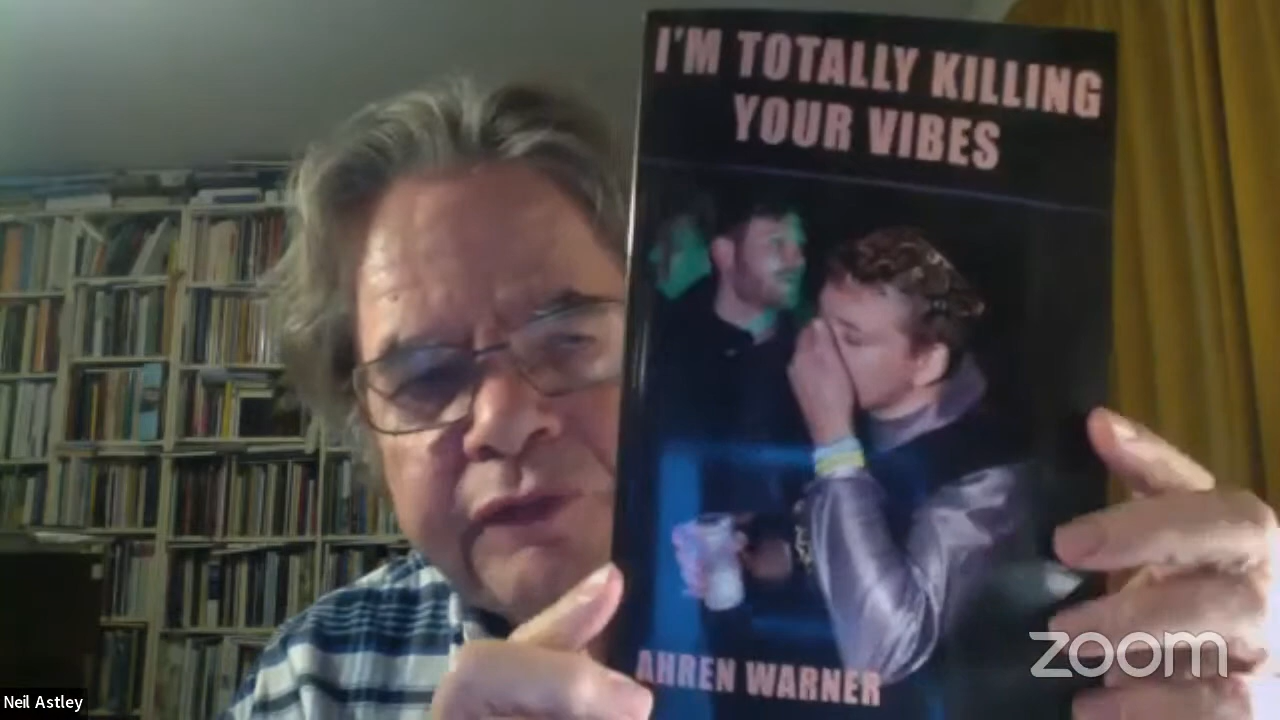 I'M TOTALLY KILLING
YOUR VIBES
AHREN WARNER
zoom
Neil Astley